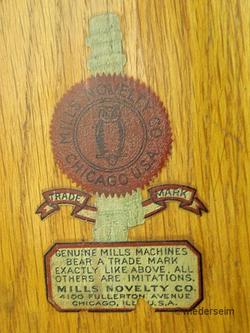 MILLS NOVELTY CO.
CHICAGO U.S.A.
TRADE MARK
GENUINE MILLS MACHINES
BEAR A TRADE MARK
EXACTLY LIKE ABOVE, ALL
OTHERS ARE IMITATIONS.
MILLS NOVELTY CO.
4100 FULLERTON AVENUE
CHICAGO, ILL. U.S.A.
wiederseim